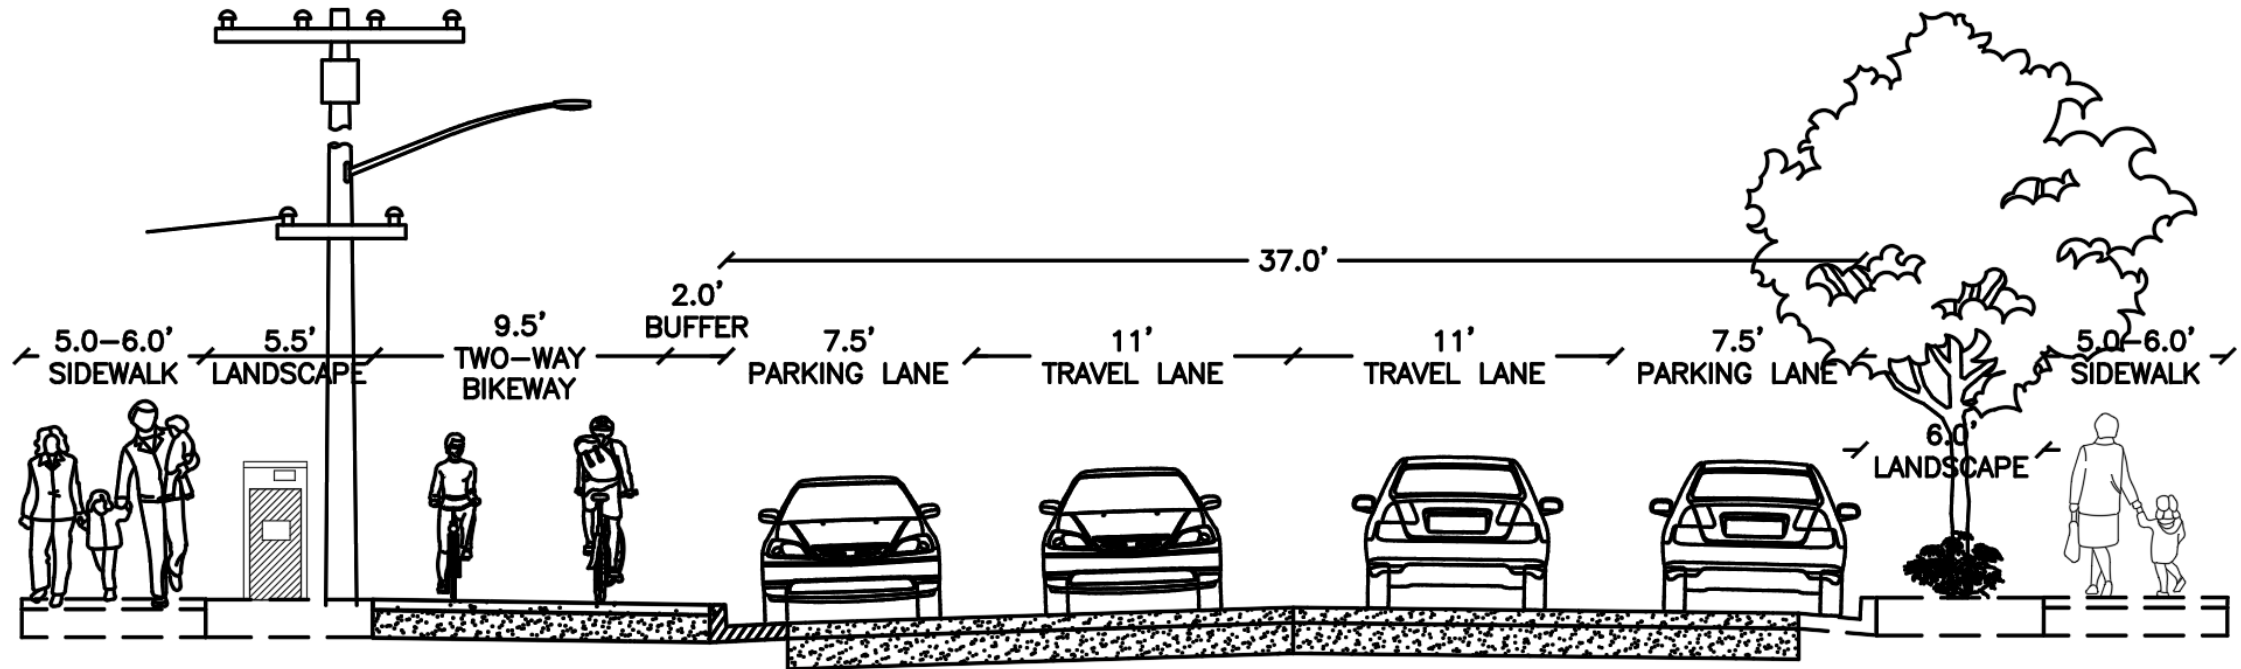 37.0'
5.0-6.0'
SIDEWALK
5.5'
LANDSCAPE
9.5'
TWO-WAY
BIKEWAY
2.0'
BUFFER
7.5'
PARKING LANE
11'
TRAVEL LANE
11'
TRAVEL LANE
7.5'
PARKING LANE
6.0'
LANDSCAPE
5.0-6.0'
SIDEWALK